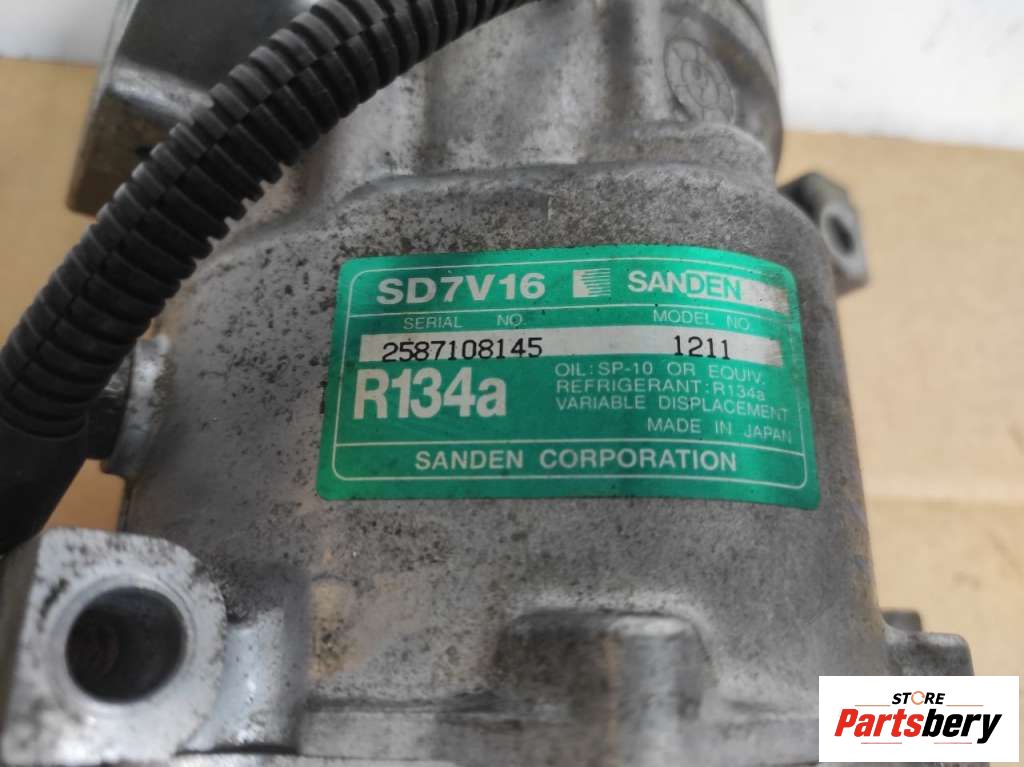 SD7V16 SANDEN
SERIAL NO. MODEL NO.
2587108145 1211
R134a
OIL:SP-10 OR EQUIV.
REFRIGERANT:R134a
VARIABLE DISPLACEMENT
MADE IN JAPAN
SANDEN CORPORATION
STORE
Partsbery